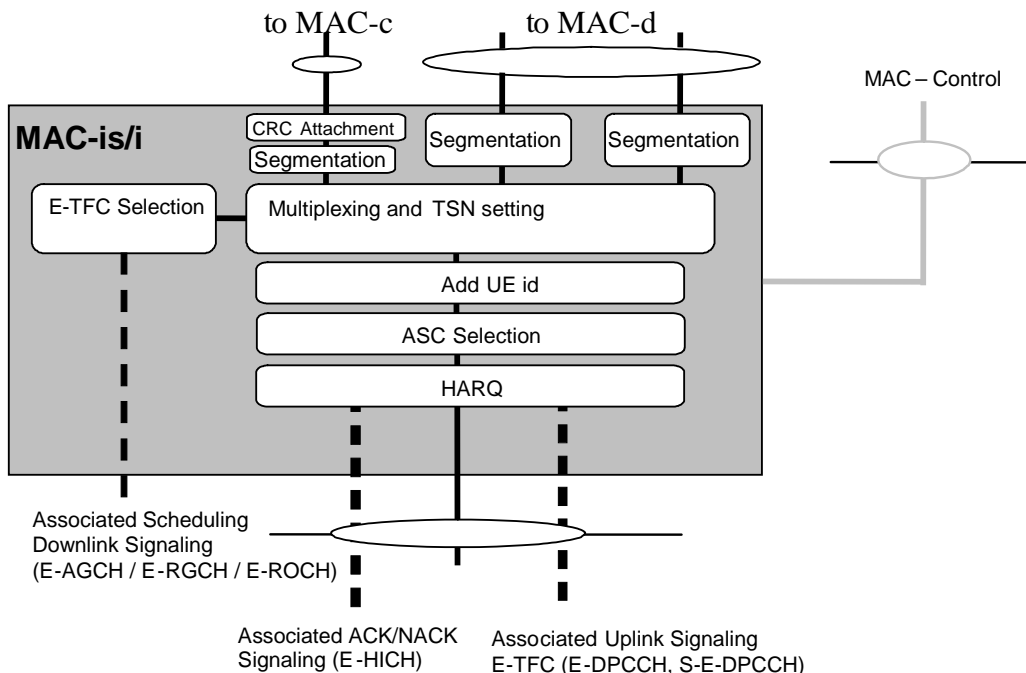 to MAC-c
to MAC-d
MAC – Control
MAC-is/i
CRC Attachment
Segmentation
Segmentation
Segmentation
E-TFC Selection
Multiplexing and TSN setting
Add UE id
ASC Selection
HARQ
Associated Scheduling
Downlink Signaling
(E-AGCH / E-RGCH / E-ROCH)
Associated ACK/NACK
Signaling (E-HICH)
Associated Uplink Signaling
E-TFC (E-DPCCH, S-E-DPCCH)